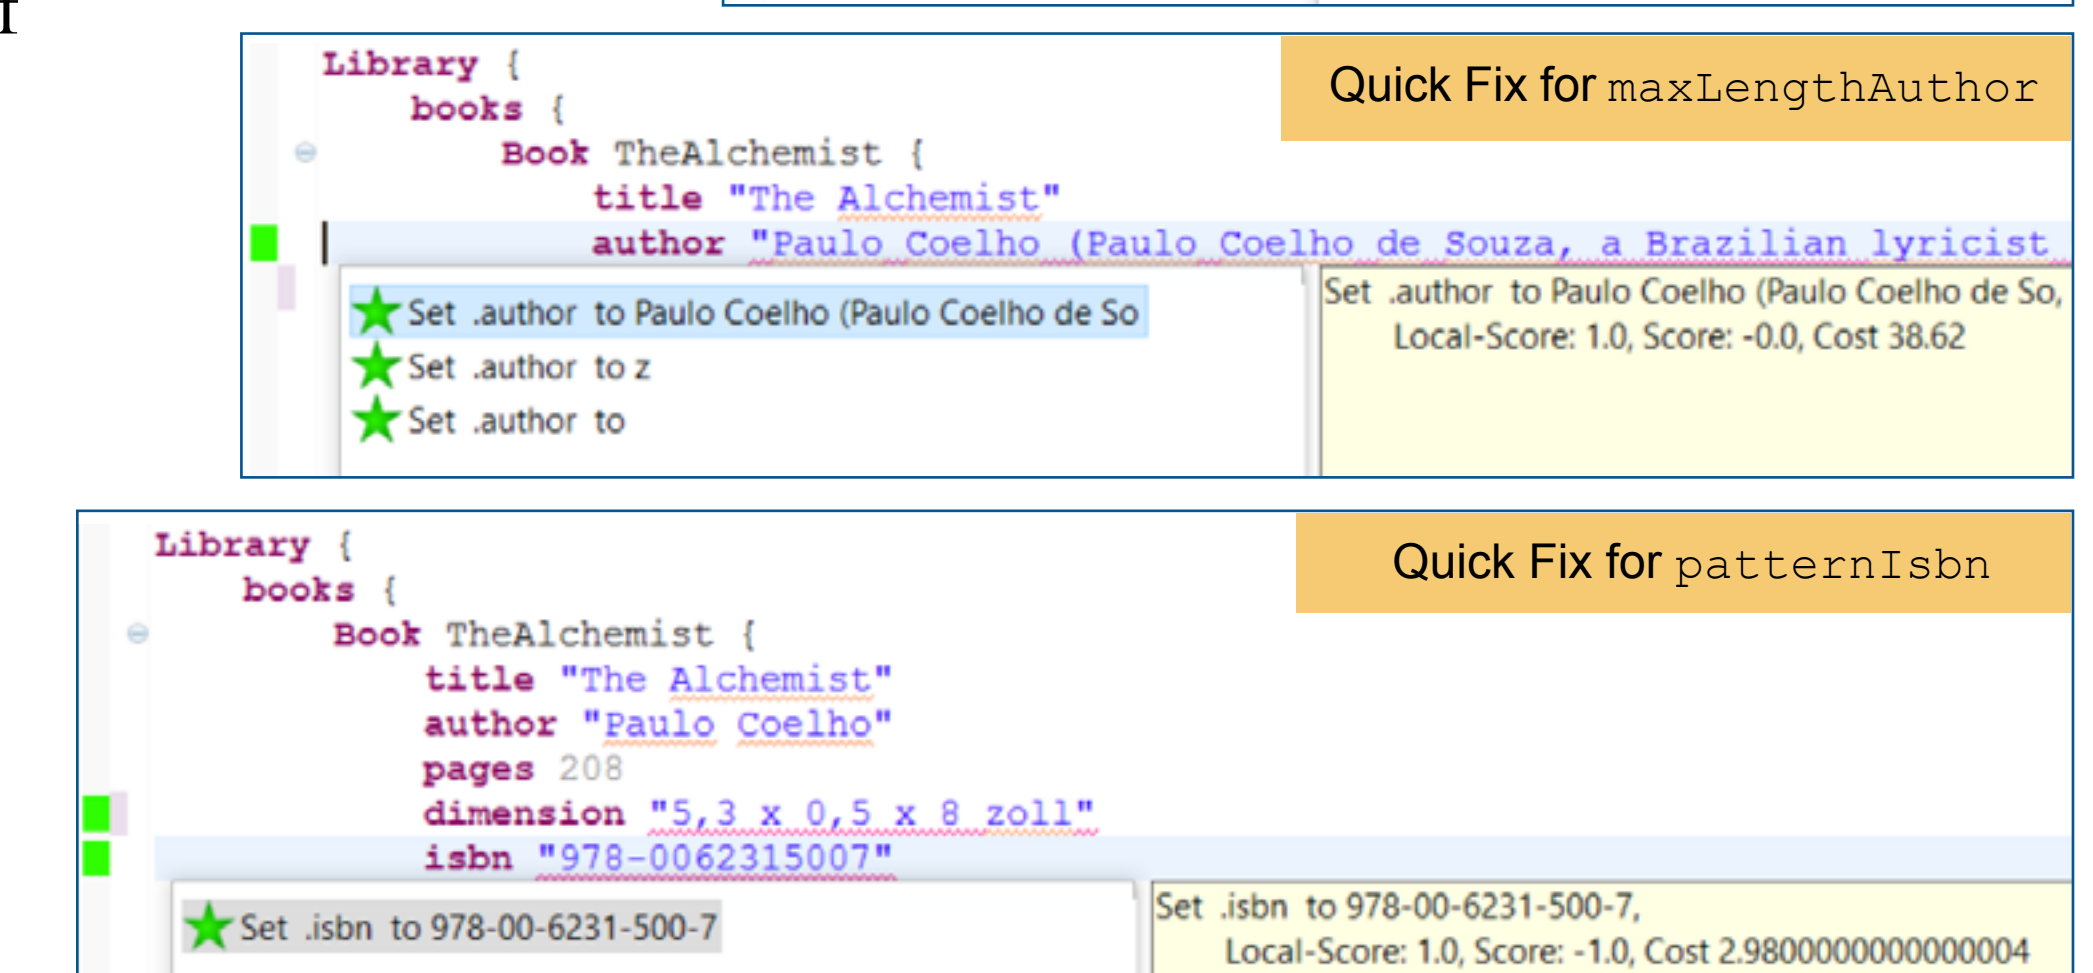 Library {
Quick Fix for maxLengthAuthor
books {
Book TheAlchemist {
title "The Alchemist"
author "Paulo Coelho (Paulo Coelho de Souza, a Brazilian lyricist
Set .author to Paulo Coelho (Paulo Coelho de So
Set .author to z
Set .author to
Set .author to Paulo Coelho (Paulo Coelho de So,
Local-Score: 1.0, Score: -0.0, Cost 38.62
Library {
Quick Fix for patternIsbn
books {
Book TheAlchemist {
title "The Alchemist"
author "Paulo Coelho"
pages 208
dimension "5,3 x 0,5 x 8 zoll"
isbn "978-0062315007"
Set .isbn to 978-00-6231-500-7
Set .isbn to 978-00-6231-500-7,
Local-Score: 1.0, Score: -1.0, Cost 2.9800000000000004